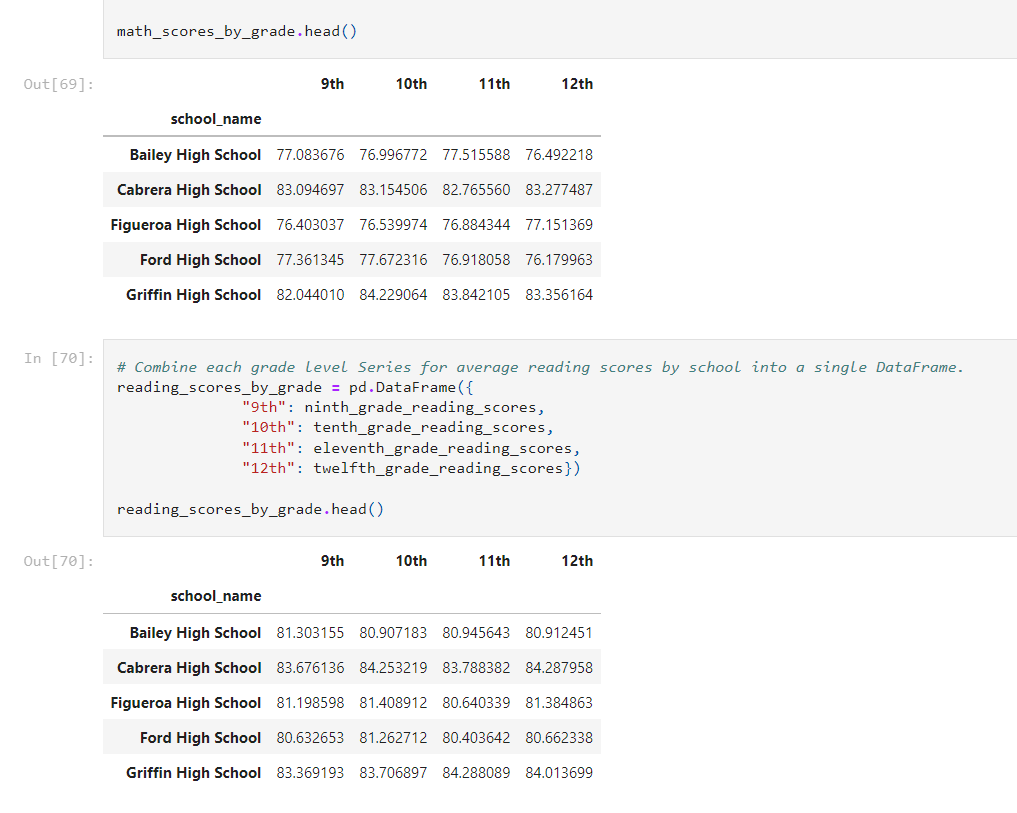 math_scores_by_grade.head()
Out[69]:
9th 10th 11th 12th
school_name
Bailey High School 77.083676 76.996772 77.515588 76.492218
Cabrera High School 83.094697 83.154506 82.765560 83.277487
Figueroa High School 76.403037 76.539974 76.884344 77.151369
Ford High School 77.361345 77.672316 76.918058 76.179963
Griffin High School 82.044010 84.229064 83.842105 83.356164
In [70]:
# Combine each grade level Series for average reading scores by school into a single DataFrame.
reading_scores_by_grade = pd.DataFrame({
"9th": ninth_grade_reading_scores,
"10th": tenth_grade_reading_scores,
"11th": eleventh_grade_reading_scores,
"12th": twelfth_grade_reading_scores})
reading_scores_by_grade.head()
Out[70]:
9th 10th 11th 12th
school_name
Bailey High School 81.303155 80.907183 80.945643 80.912451
Cabrera High School 83.676136 84.253219 83.788382 84.287958
Figueroa High School 81.198598 81.408912 80.640339 81.384863
Ford High School 80.632653 81.262712 80.403642 80.662338
Griffin High School 83.369193 83.706897 84.288089 84.013699